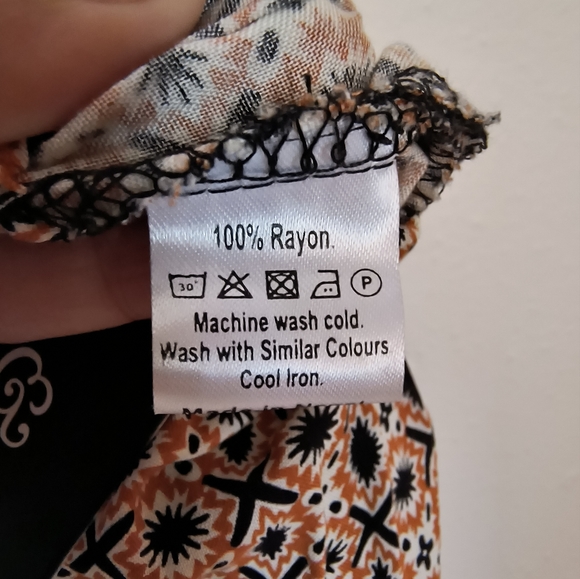 100% Rayon.
30°
P
Machine wash cold.
Wash with Similar Colours
Cool Iron.